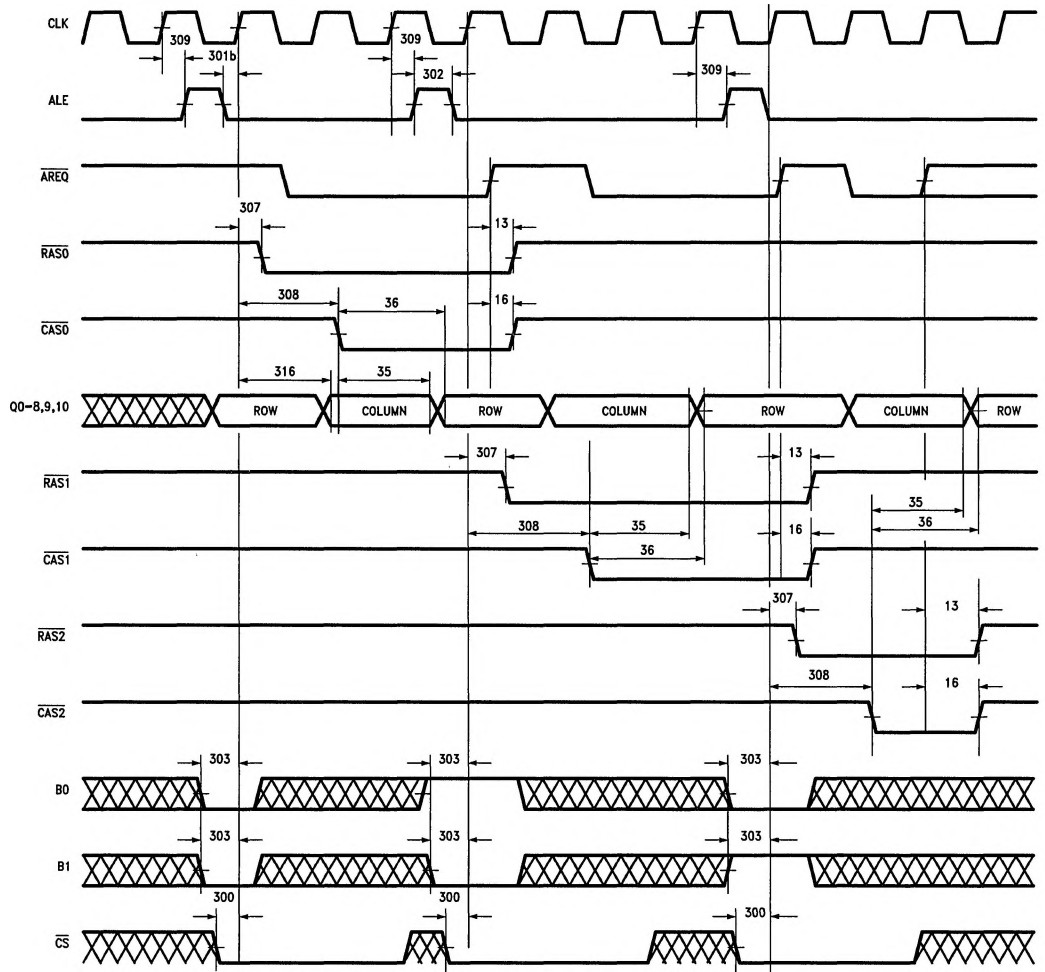 CLK
309
301b
309
302
309
ALE
AREQ
307
13
RAS0
308
36
16
CAS0
316
35
Q0-8,9,10
ROW
COLUMN
ROW
COLUMN
ROW
COLUMN
ROW
307
13
RAS1
35
308
35
36
16
CAS1
36
307
13
RAS2
308
16
CAS2
303
303
303
B0
303
303
303
B1
300
300
300
CS